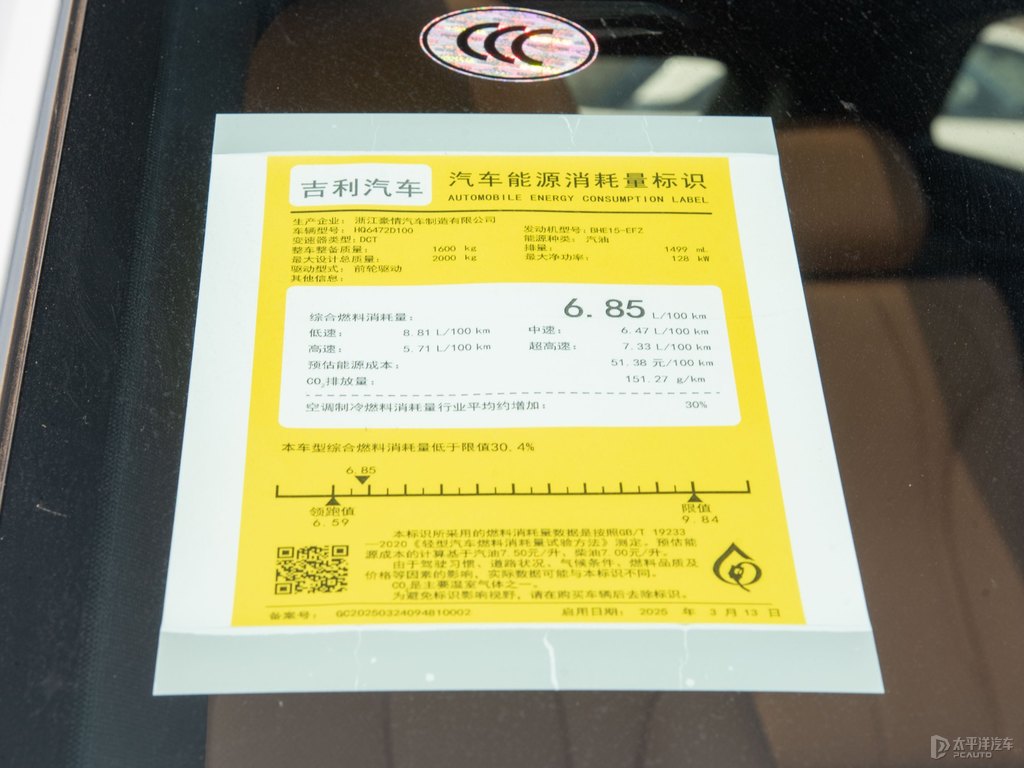 CCC
吉利汽车
汽车能源消耗量标识
AUTOMOBILE ENERGY CONSUMPTION LABEL
生产企业: 浙江豪情汽车制造有限公司
车辆型号: HQ6472D100
发动机型号: BHE15-EFZ
变速器类型: DCT
能源种类: 汽油
整车整备质量: 1600 kg
排量: 1499 mL
最大设计总质量: 2000 kg
最大净功率: 128 kW
驱动型式: 前轮驱动
其他信息:
综合燃料消耗量: 6.85 L/100 km
低速: 8.81 L/100 km
中速: 6.47 L/100 km
高速: 5.71 L/100 km
超高速: 7.33 L/100 km
预估能源成本: 51.38 元/100 km
CO₂排放量: 151.27 g/km
空调制冷燃料消耗量行业平均约增加: 30%
本车型综合燃料消耗量低于限值30.4%
6.85
领跑值
6.59
限值
9.84
本标识所采用的燃料消耗量数据是按照GB/T 19233
—2020《轻型汽车燃料消耗量试验方法》测定。预估能
源成本的计算基于汽油7.50元/升，柴油7.00元/升。
由于驾驶习惯、道路状况、气候条件、燃料品质及
价格等因素的影响，实际数据可能与本标识不同。
CO₂是主要温室气体之一。
为避免标识影响视野，请在购买车辆后去除标识。
备案号: GC20250324094810002
启用日期: 2025 年 3 月 13 日
太平洋汽车
PCAUTO